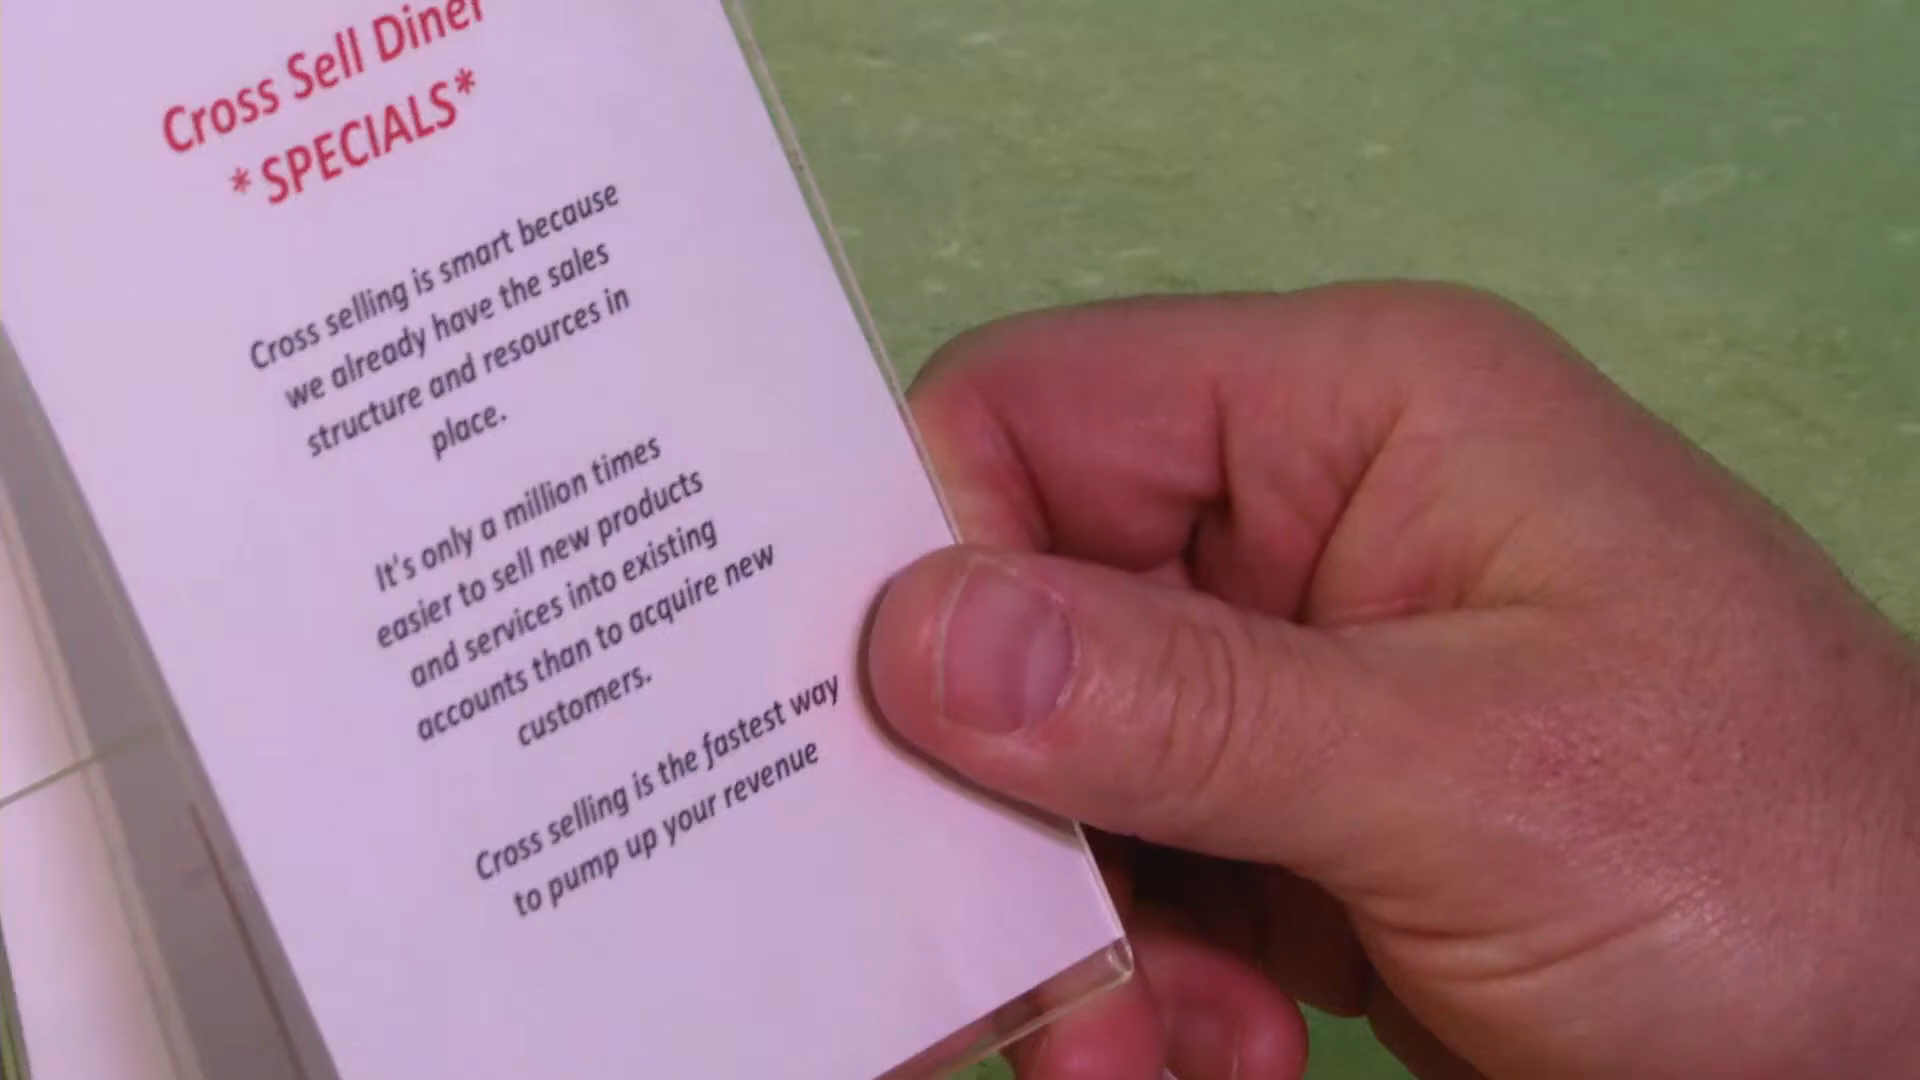 Cross Sell Diner
*SPECIALS*
Cross selling is smart because
we already have the sales
structure and resources in
place.
It's only a million times
easier to sell new products
and services into existing
accounts than to acquire new
customers.
Cross selling is the fastest way
to pump up your revenue